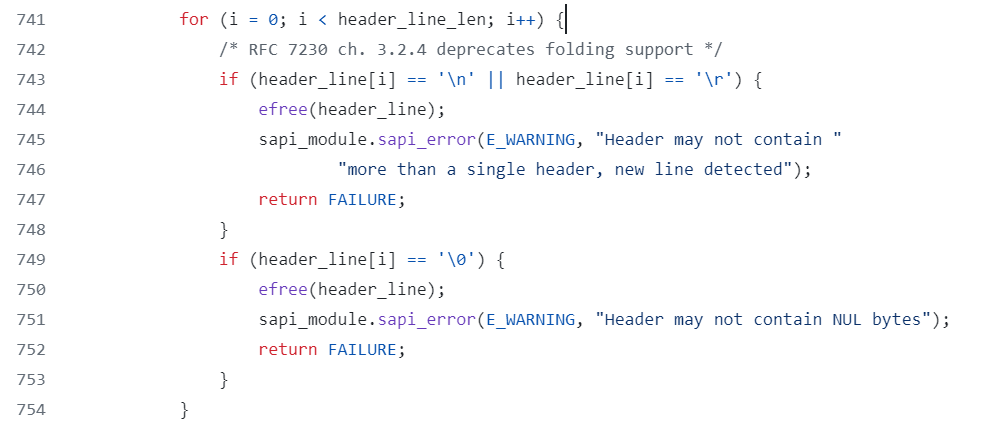 741 for (i = 0; i < header_line_len; i++) {
742 /* RFC 7230 ch. 3.2.4 deprecates folding support */
743 if (header_line[i] == '\n' || header_line[i] == '\r') {
744 efree(header_line);
745 sapi_module.sapi_error(E_WARNING, "Header may not contain "
746 "more than a single header, new line detected");
747 return FAILURE;
748 }
749 if (header_line[i] == '\0') {
750 efree(header_line);
751 sapi_module.sapi_error(E_WARNING, "Header may not contain NUL bytes");
752 return FAILURE;
753 }
754 }